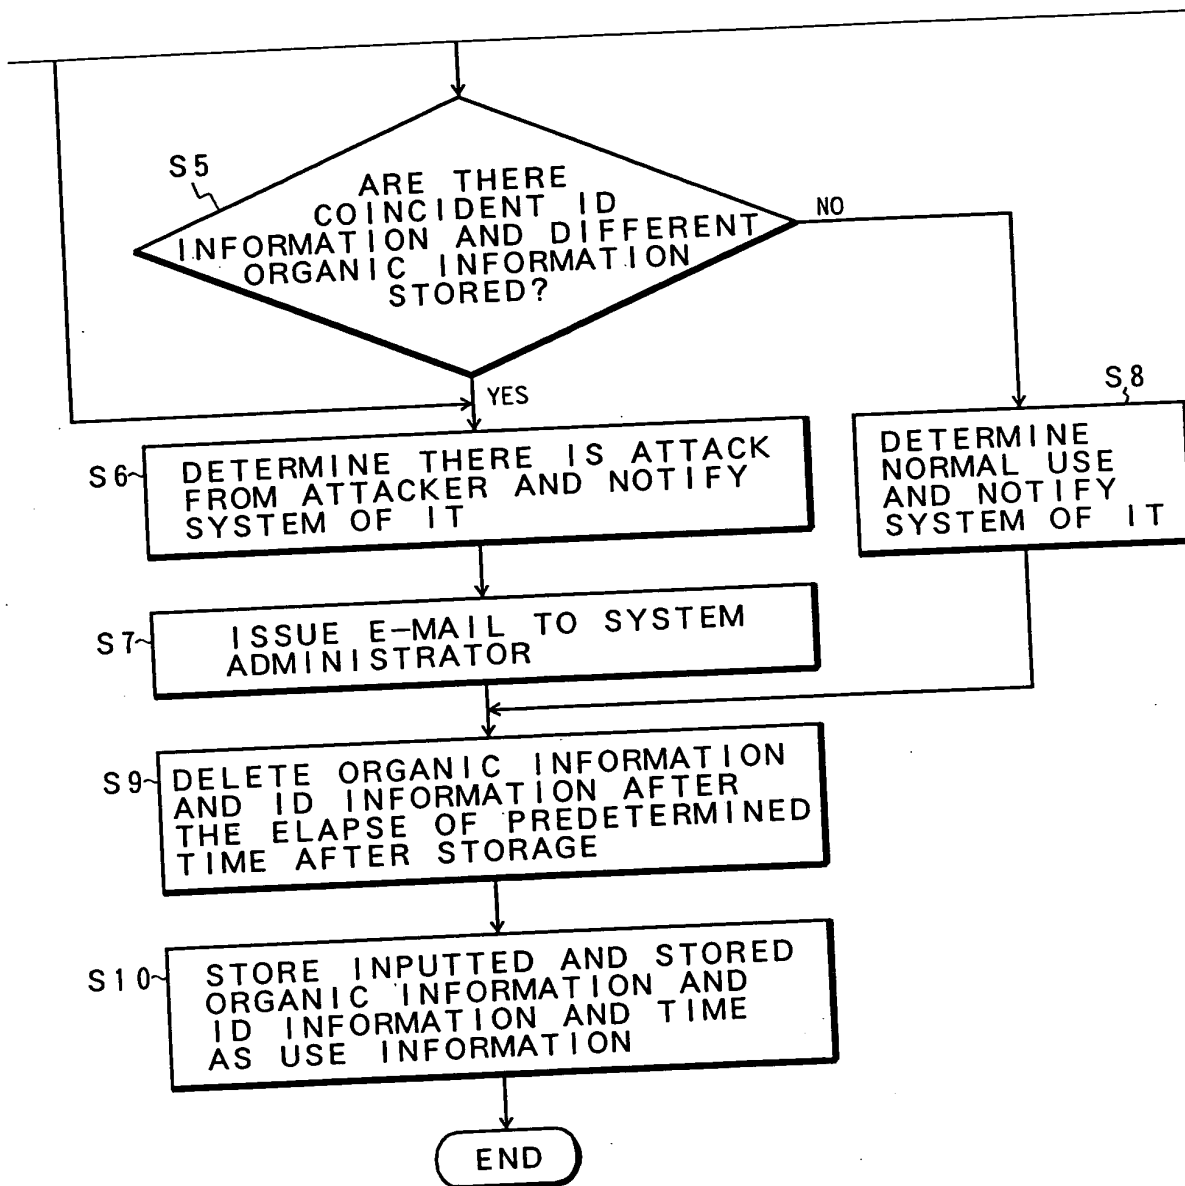 S5
ARE THERE
COINCIDENT ID
INFORMATION AND DIFFERENT
ORGANIC INFORMATION
STORED?
NO
YES
S6
DETERMINE THERE IS ATTACK
FROM ATTACKER AND NOTIFY
SYSTEM OF IT
S8
DETERMINE
NORMAL USE
AND NOTIFY
SYSTEM OF IT
S7
ISSUE E-MAIL TO SYSTEM
ADMINISTRATOR
S9
DELETE ORGANIC INFORMATION
AND ID INFORMATION AFTER
THE ELAPSE OF PREDETERMINED
TIME AFTER STORAGE
S10
STORE INPUTTED AND STORED
ORGANIC INFORMATION AND
ID INFORMATION AND TIME
AS USE INFORMATION
END